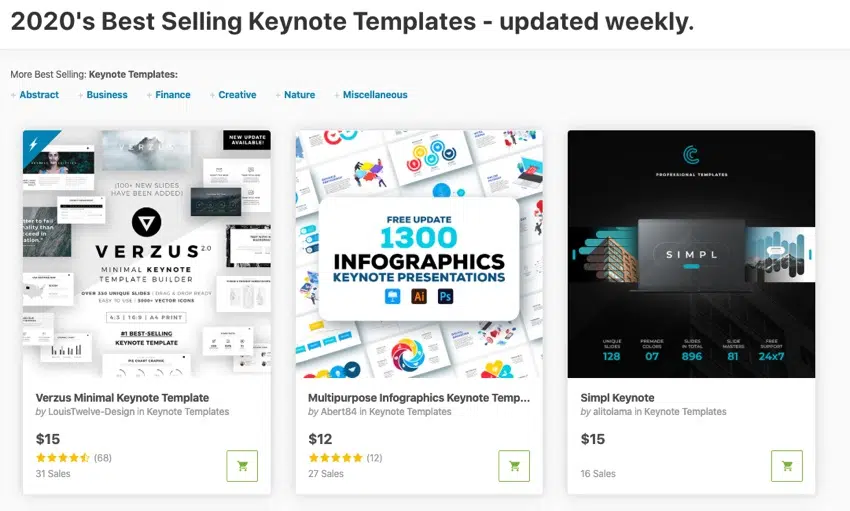 2020's Best Selling Keynote Templates - updated weekly.
More Best Selling: Keynote Templates:
+ Abstract + Business + Finance + Creative + Nature + Miscellaneous
NEW UPDATE
AVAILABLE!
VERZUS
(100+ NEW SLIDES
HAVE BEEN ADDED)
VERZUS 2.0
MINIMAL KEYNOTE
TEMPLATE BUILDER
OVER 330 UNIQUE SLIDES | DRAG & DROP READY
EASY TO USE | 3000+ VECTOR ICONS
4:3 | 16:9 | A4 PRINT
#1 BEST-SELLING
KEYNOTE TEMPLATE
PIE CHART GRAPHIC
Verzus Minimal Keynote Template
by LouisTwelve-Design in Keynote Templates
$15
(68)
31 Sales
FREE UPDATE
1300
INFOGRAPHICS
KEYNOTE PRESENTATIONS
Ai Ps
Multipurpose Infographics Keynote Temp...
by Abert84 in Keynote Templates
$12
(12)
27 Sales
PROFESSIONAL TEMPLATES
SIMPL
UNIQUE SLIDES 128
PREMADE COLORS 07
SLIDES IN TOTAL 896
SLIDE MASTERS 81
FREE SUPPORT 24x7
Simpl Keynote
by alitolama in Keynote Templates
$15
16 Sales